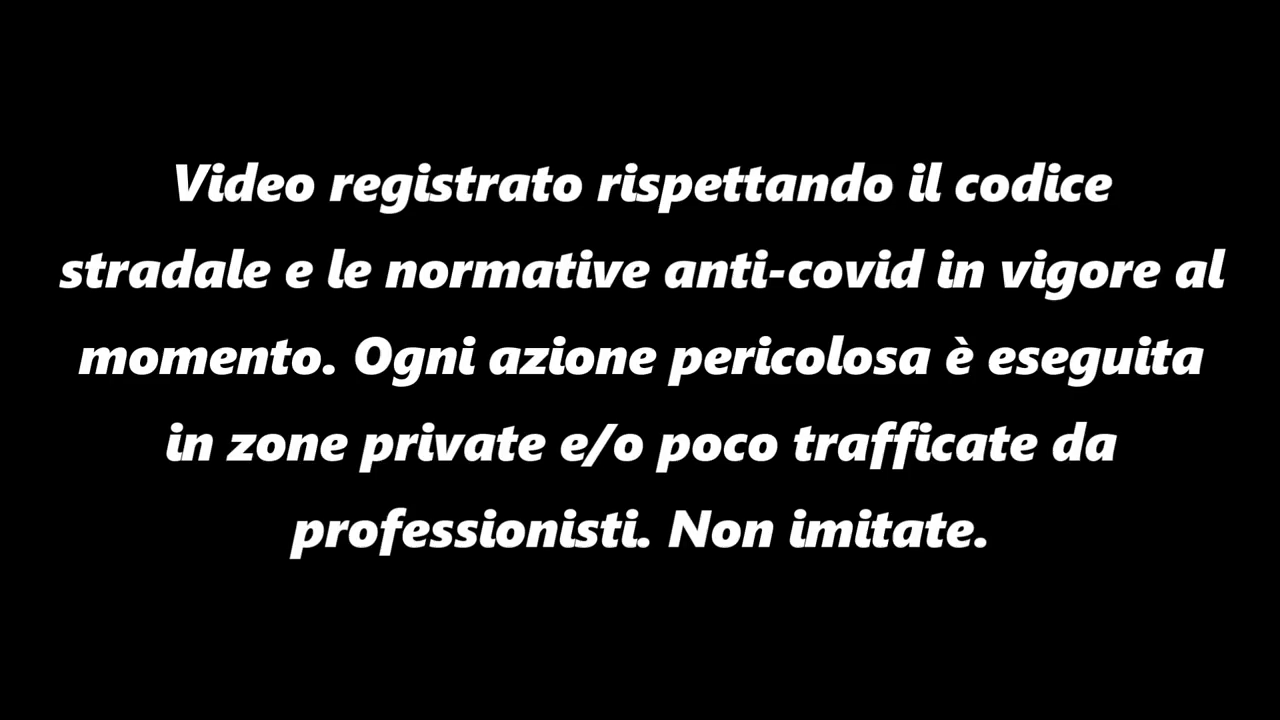 Video registrato rispettando il codice
stradale e le normative anti-covid in vigore al
momento. Ogni azione pericolosa è eseguita
in zone private e/o poco trafficate da
professionisti. Non imitate.